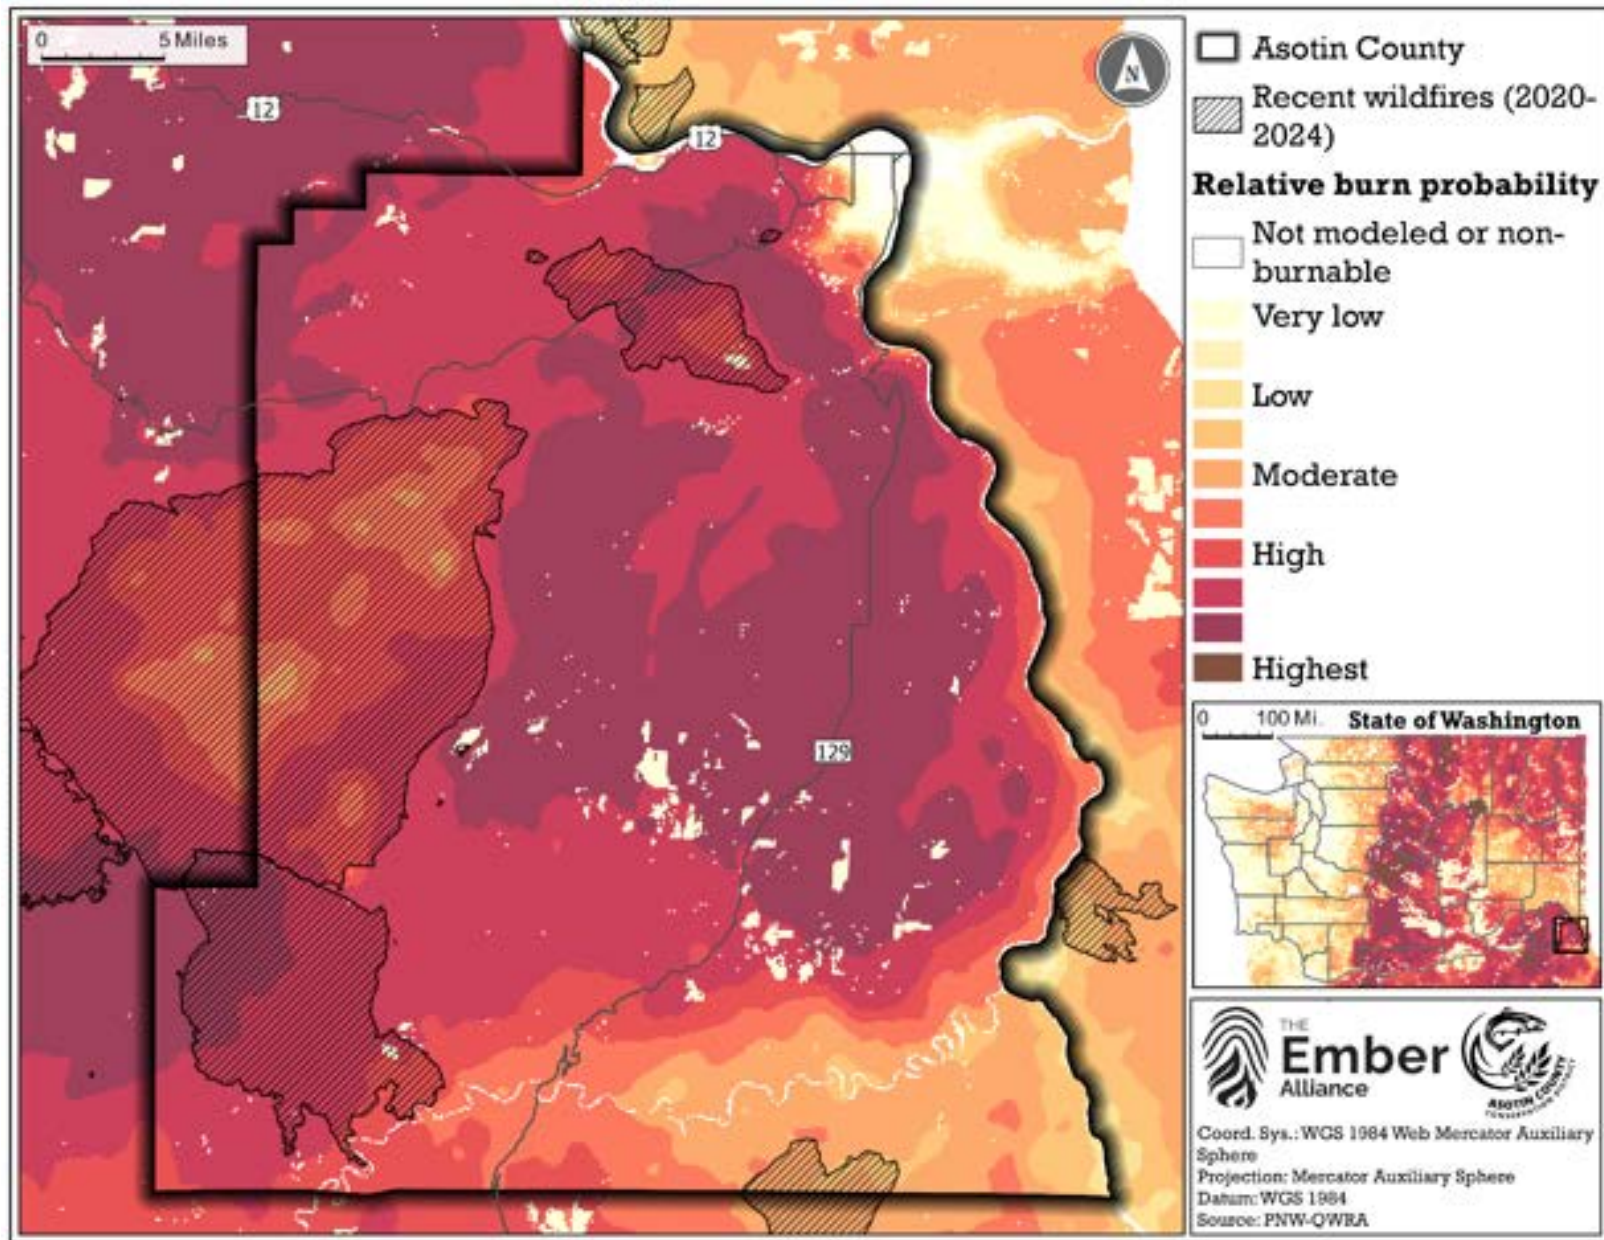 0 5 Miles
12
12
129
N
Asotin County
Recent wildfires (2020-
2024)
Relative burn probability
Not modeled or non-
burnable
Very low
Low
Moderate
High
Highest
0 100 Mi. State of Washington
THE
Ember
Alliance
ASOTIN COUNTY
CONSERVATION DISTRICT
Coord. Sys.: WGS 1984 Web Mercator Auxiliary
Sphere
Projection: Mercator Auxiliary Sphere
Datum: WGS 1984
Source: PNW-QWRA